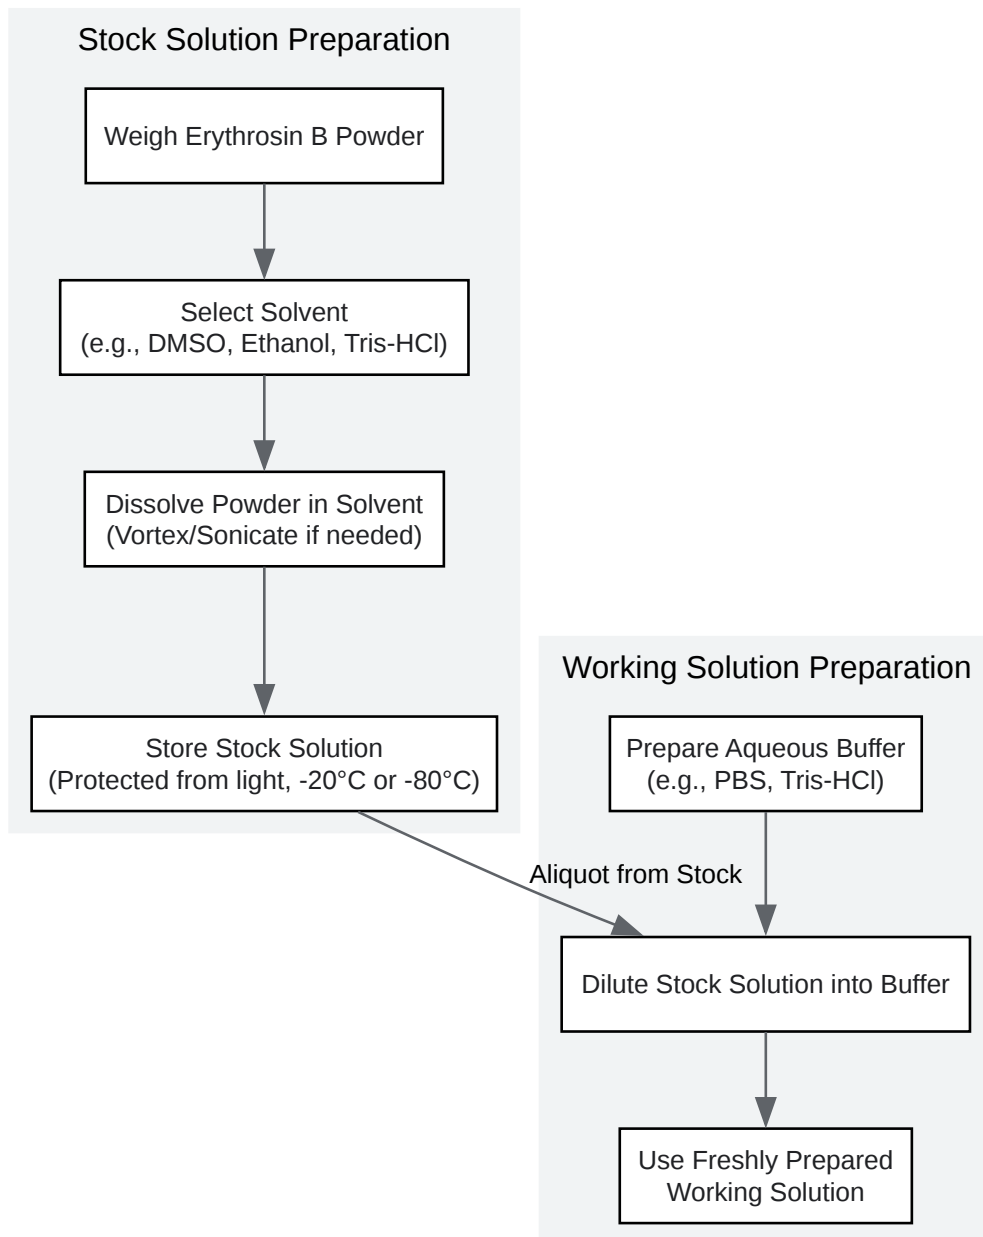 Stock Solution Preparation
Weigh Erythrosin B Powder
Select Solvent
(e.g., DMSO, Ethanol, Tris-HCl)
Dissolve Powder in Solvent
(Vortex/Sonicate if needed)
Store Stock Solution
(Protected from light, -20°C or -80°C)
Working Solution Preparation
Prepare Aqueous Buffer
(e.g., PBS, Tris-HCl)
Aliquot from Stock
Dilute Stock Solution into Buffer
Use Freshly Prepared
Working Solution